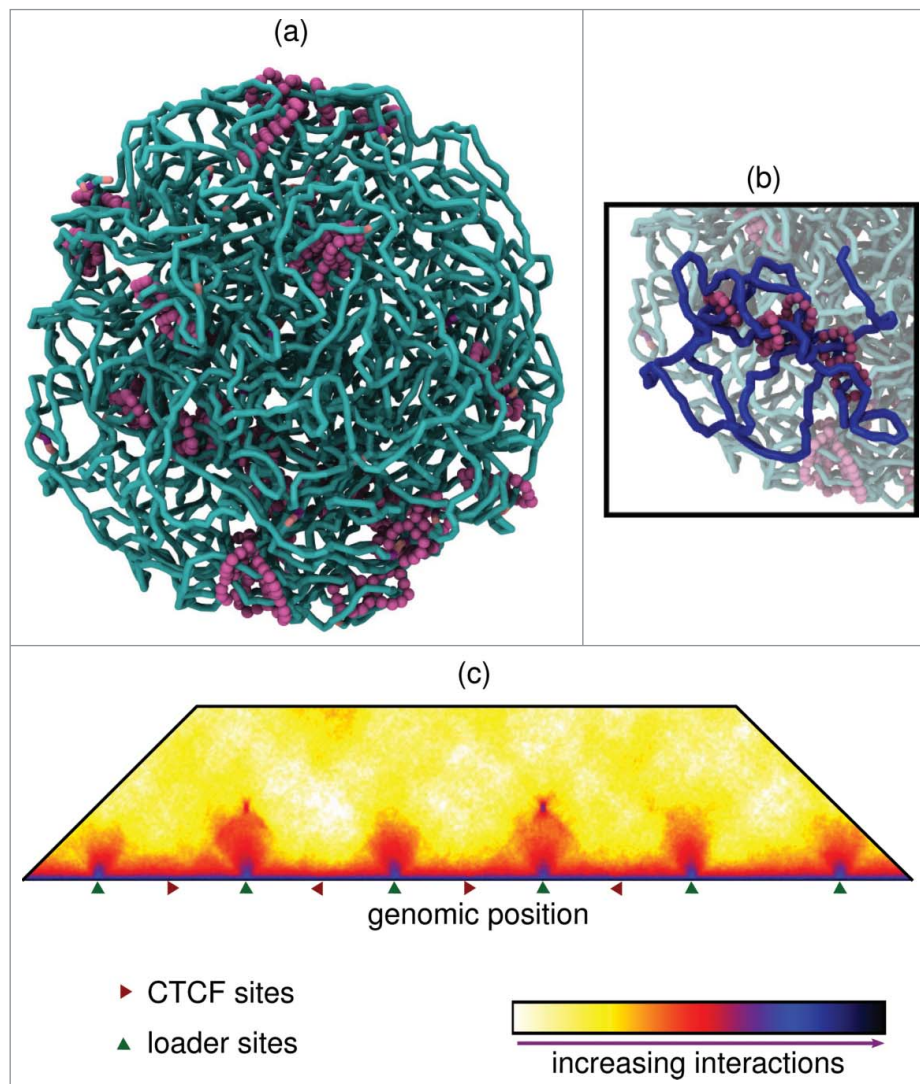 (a)
(b)
(c)
genomic position
CTCF sites
loader sites
increasing interactions